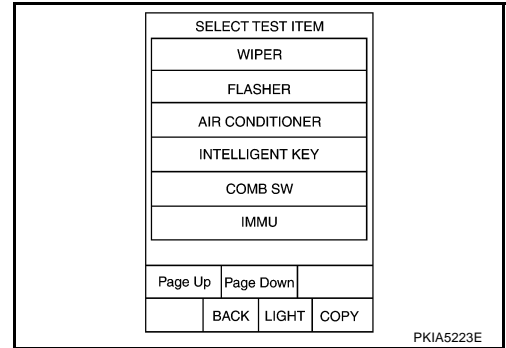 SELECT TEST ITEM
WIPER
FLASHER
AIR CONDITIONER
INTELLIGENT KEY
COMB SW
IMMU
Page Up Page Down
BACK LIGHT COPY
PKIA5223E